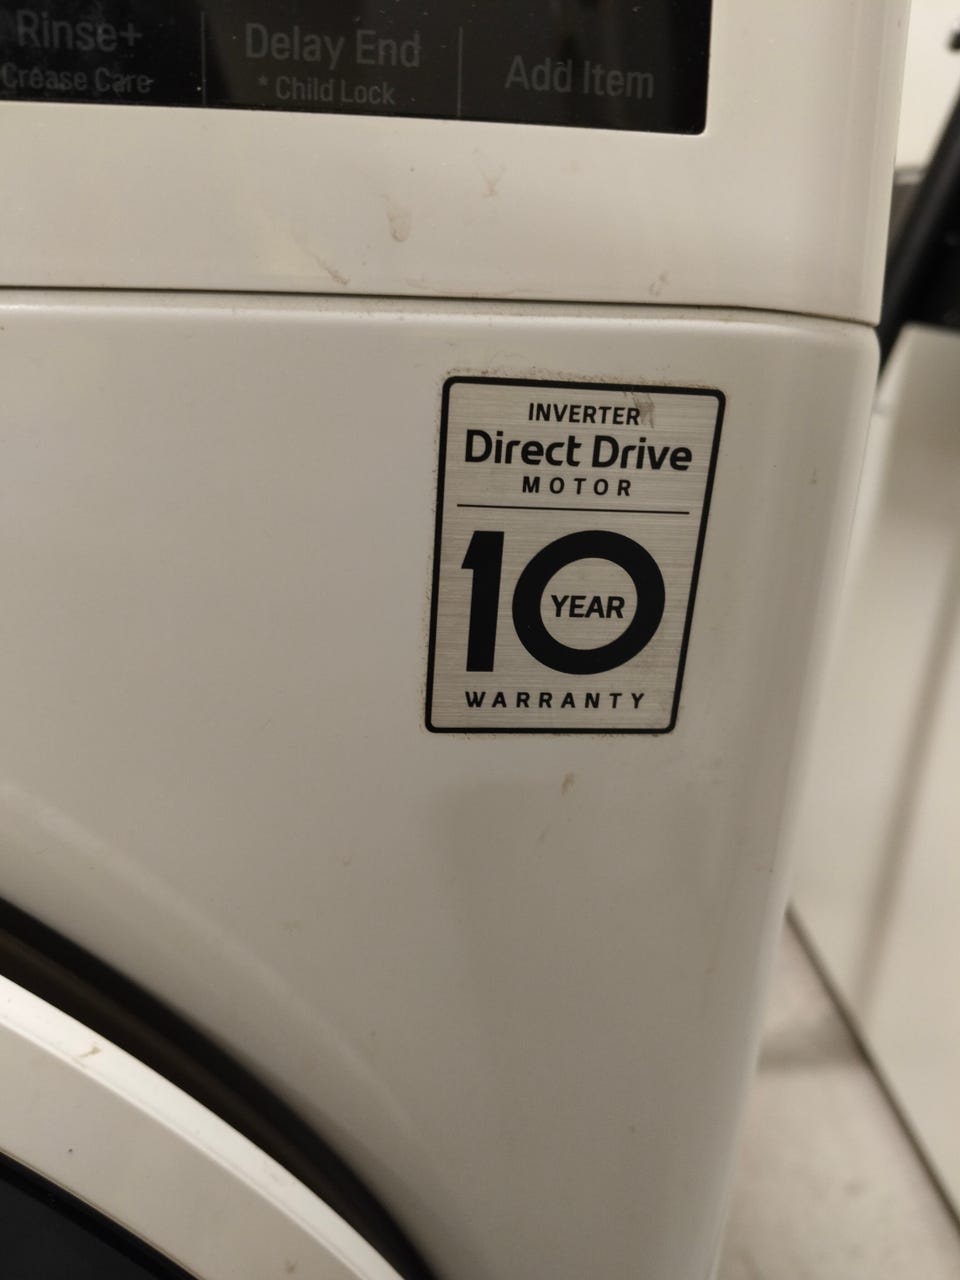 Rinse+
Crease Care
Delay End
* Child Lock
Add Item
INVERTER
Direct Drive
MOTOR
10
YEAR
WARRANTY